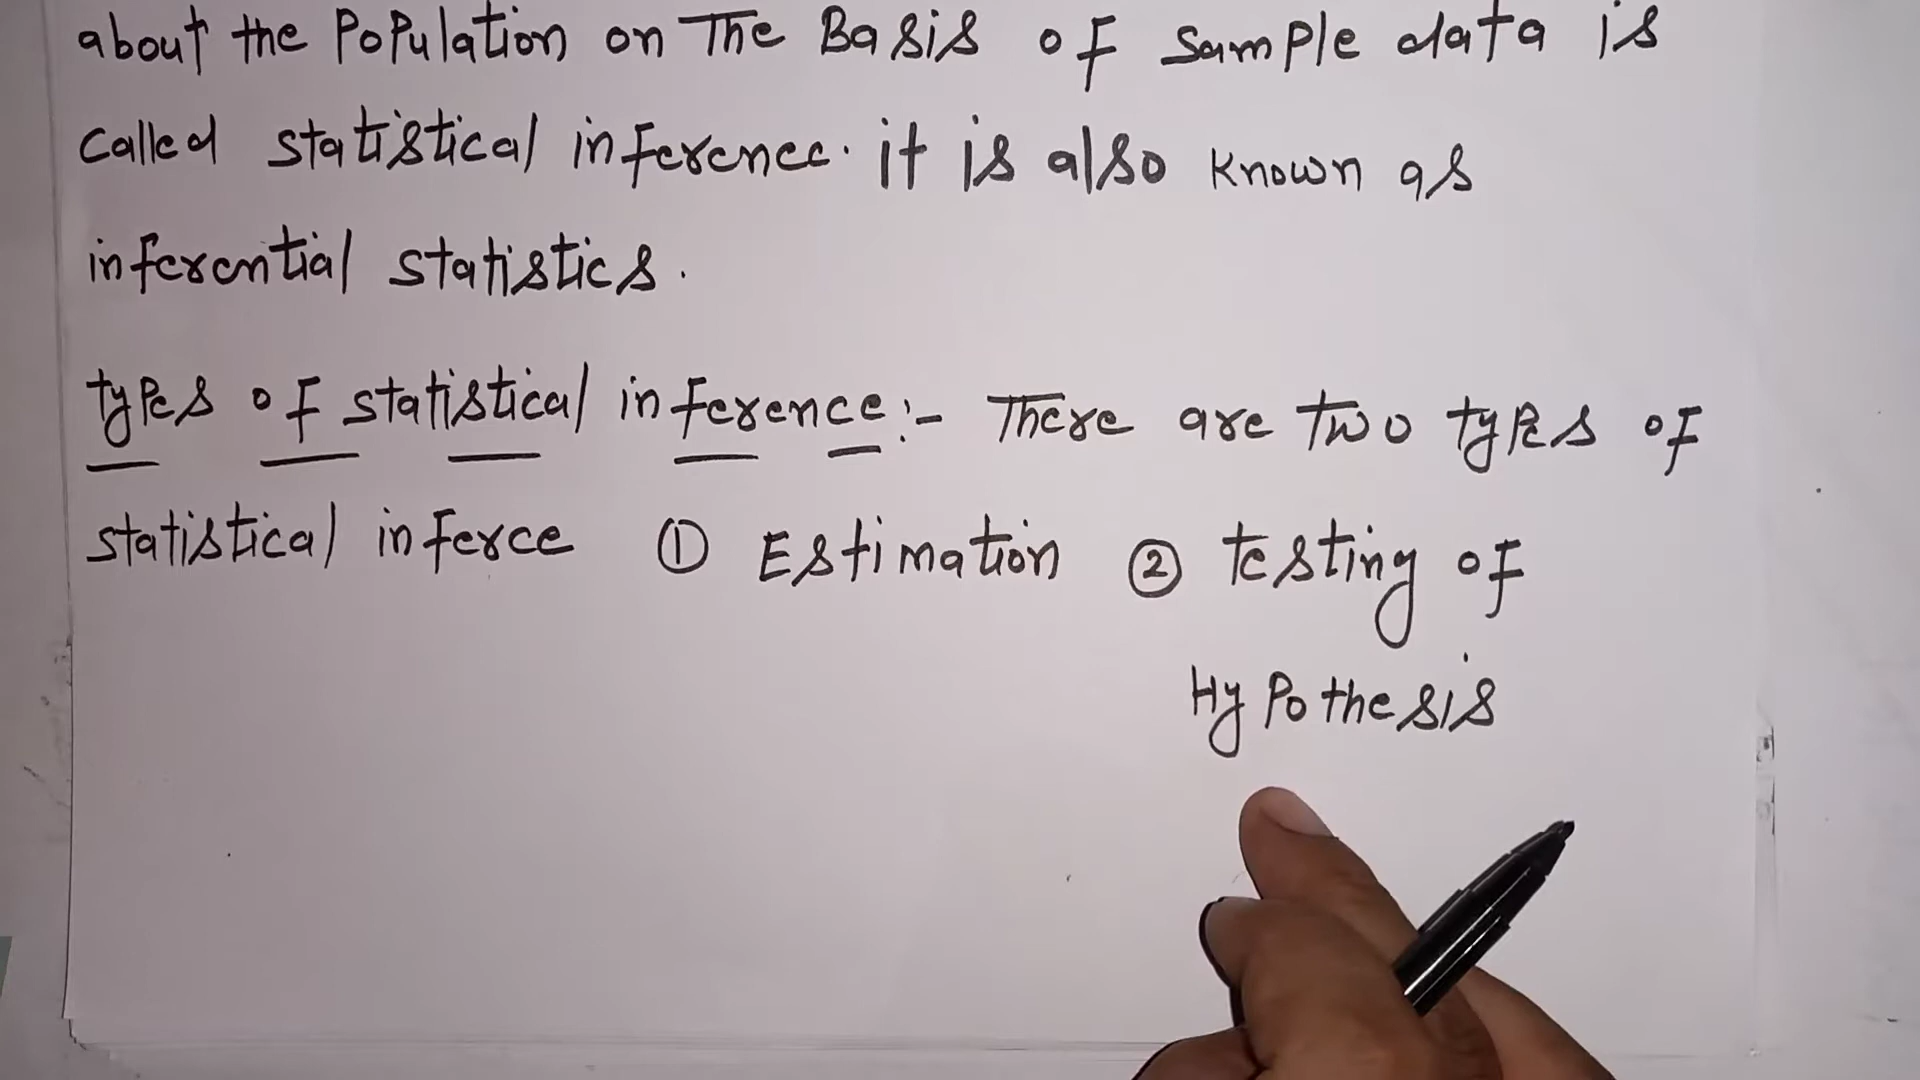 about the Population on The Basis of Sample data is
called statistical inference. it is also known as
inferential statistics.
types of statistical inference:- There are two types of
statistical inferce ① Estimation ② testing of
Hypothesis